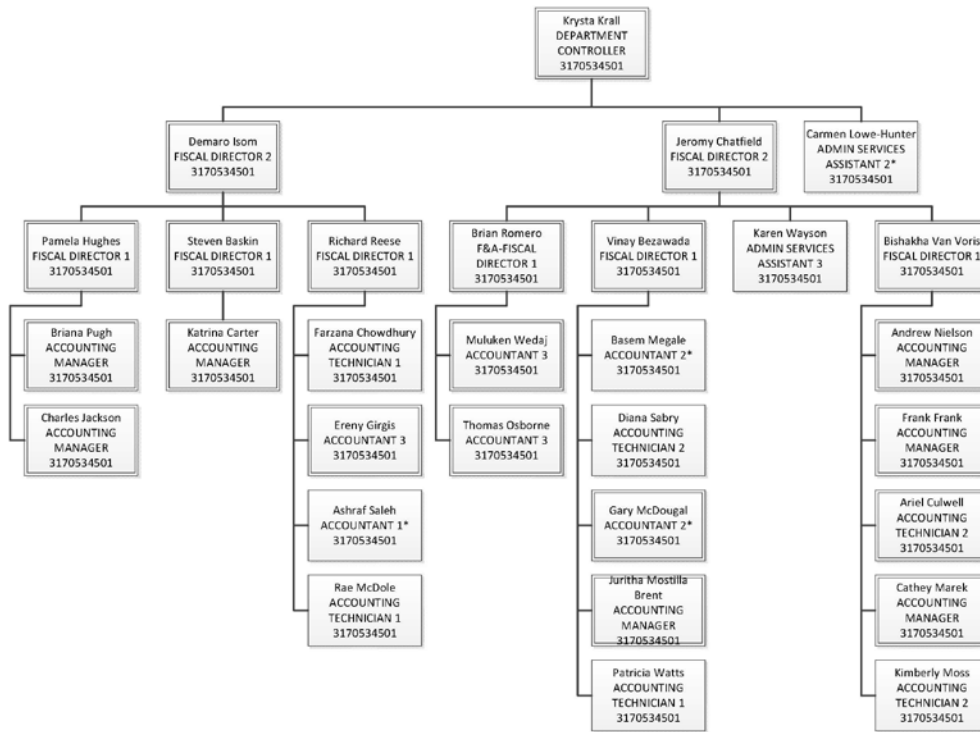 Krysta Krall
DEPARTMENT
CONTROLLER
3170534501
Demaro Isom
FISCAL DIRECTOR 2
3170534501
Jeromy Chatfield
FISCAL DIRECTOR 2
3170534501
Carmen Lowe-Hunter
ADMIN SERVICES
ASSISTANT 2*
3170534501
Pamela Hughes
FISCAL DIRECTOR 1
3170534501
Steven Baskin
FISCAL DIRECTOR 1
3170534501
Richard Reese
FISCAL DIRECTOR 1
3170534501
Brian Romero
F&A-FISCAL
DIRECTOR 1
3170534501
Vinay Bezawada
FISCAL DIRECTOR 1
3170534501
Karen Wayson
ADMIN SERVICES
ASSISTANT 3
3170534501
Bishakha Van Voris
FISCAL DIRECTOR 1
3170534501
Briana Pugh
ACCOUNTING
MANAGER
3170534501
Charles Jackson
ACCOUNTING
MANAGER
3170534501
Katrina Carter
ACCOUNTING
MANAGER
3170534501
Farzana Chowdhury
ACCOUNTING
TECHNICIAN 1
3170534501
Ereny Girgis
ACCOUNTANT 3
3170534501
Ashraf Saleh
ACCOUNTANT 1*
3170534501
Rae McDole
ACCOUNTING
TECHNICIAN 1
3170534501
Muluken Wedaj
ACCOUNTANT 3
3170534501
Thomas Osborne
ACCOUNTANT 3
3170534501
Basem Megale
ACCOUNTANT 2*
3170534501
Diana Sabry
ACCOUNTING
TECHNICIAN 2
3170534501
Gary McDougal
ACCOUNTANT 2*
3170534501
Juritha Mostilla
Brent
ACCOUNTING
MANAGER
3170534501
Patricia Watts
ACCOUNTING
TECHNICIAN 1
3170534501
Andrew Nielson
ACCOUNTING
MANAGER
3170534501
Frank Frank
ACCOUNTING
MANAGER
3170534501
Ariel Culwell
ACCOUNTING
TECHNICIAN 2
3170534501
Cathey Marek
ACCOUNTING
MANAGER
3170534501
Kimberly Moss
ACCOUNTING
TECHNICIAN 2
3170534501